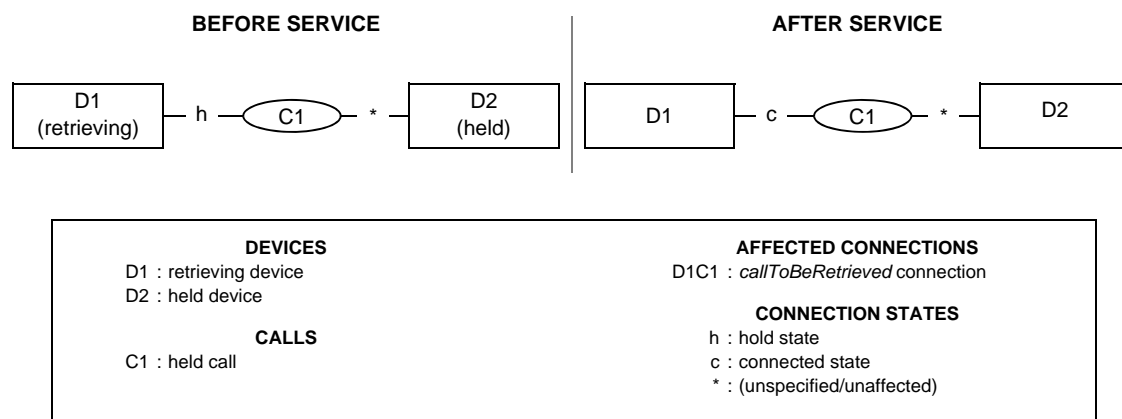 BEFORE SERVICE
D1
(retrieving)
h
C1
*
D2
(held)
AFTER SERVICE
D1
c
C1
*
D2
DEVICES
D1 : retrieving device
D2 : held device
CALLS
C1 : held call
AFFECTED CONNECTIONS
D1C1 : callToBeRetrieved connection
CONNECTION STATES
h : hold state
c : connected state
* : (unspecified/unaffected)